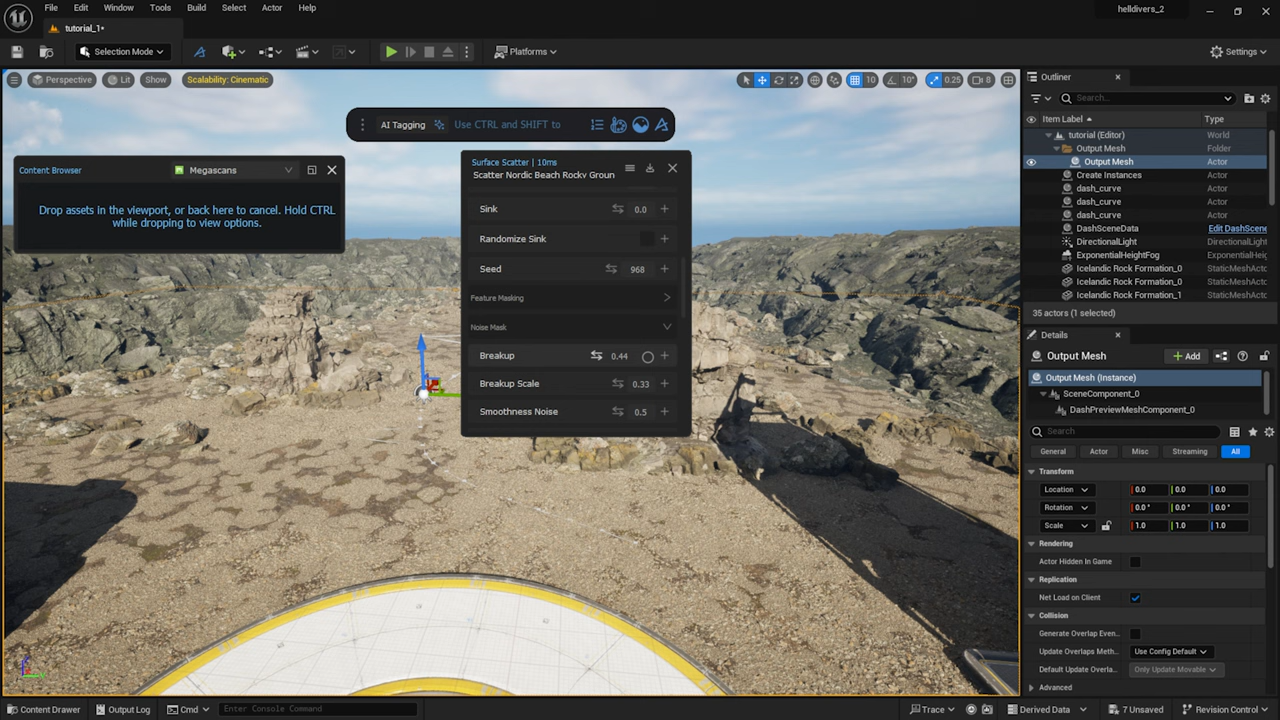 File Edit Window Tools Build Select Actor Help
helldivers_2
tutorial_1•
Selection Mode
Platforms
Settings
Perspective Lit Show Scalability: Cinematic
10 10° 0.25 8
AI Tagging Use CTRL and SHIFT to
Content Browser Megascans
Drop assets in the viewport, or back here to cancel. Hold CTRL
while dropping to view options.
Surface Scatter | 10ms
Scatter Nordic Beach Rocky Groun
Sink 0.0
Randomize Sink
Seed 968
Feature Masking
Noise Mask
Breakup 0.44
Breakup Scale 0.33
Smoothness Noise 0.5
Outliner
Search...
Item Label Type
tutorial (Editor) World
Output Mesh Folder
Output Mesh Actor
Create Instances Actor
dash_curve Actor
dash_curve Actor
dash_curve Actor
DashSceneData Edit DashScene
DirectionalLight DirectionalLight
ExponentialHeightFog ExponentialHeig
Icelandic Rock Formation_0 StaticMeshActo
Icelandic Rock Formation_0 StaticMeshActo
Icelandic Rock Formation_1 StaticMeshActo
35 actors (1 selected)
Details
Output Mesh Add
Output Mesh (Instance)
SceneComponent_0
DashPreviewMeshComponent_0
Search
General Actor Misc Streaming All
Transform
Location 0.0 0.0 0.0
Rotation 0.0° 0.0° 0.0°
Scale 1.0 1.0 1.0
Rendering
Actor Hidden In Game
Replication
Net Load on Client
Collision
Generate Overlap Even..
Update Overlaps Meth.. Use Config Default
Default Update Overla.. Only Update Movable
Advanced
Content Drawer Output Log Cmd Enter Console Command
Trace Derived Data 7 Unsaved Revision Control